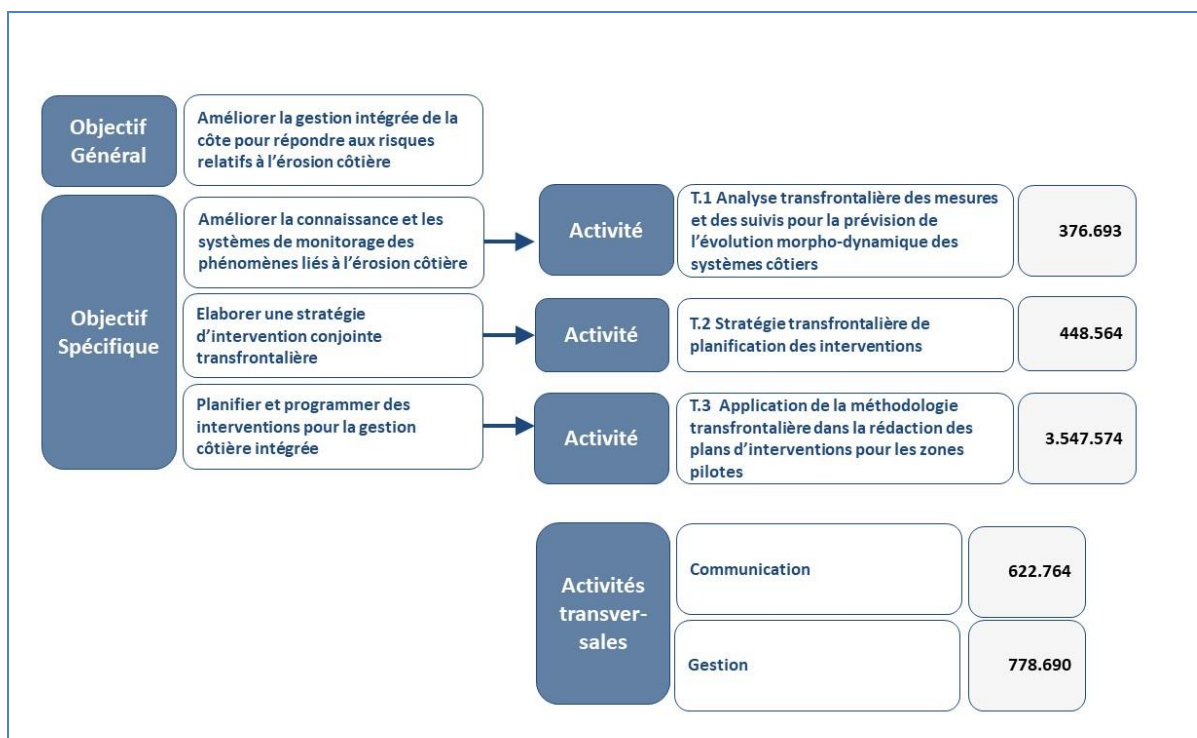 Objectif
Général
Améliorer la gestion intégrée de la
côte pour répondre aux risques
relatifs à l’érosion côtière
Objectif
Spécifique
Améliorer la connaissance et les
systèmes de monitorage des
phénomènes liés à l’érosion côtière
Activité
T.1 Analyse transfrontalière des mesures
et des suivis pour la prévision de
l’évolution morpho-dynamique des
systèmes côtiers
376.693
Elaborer une stratégie
d’intervention conjointe
transfrontalière
Activité
T.2 Stratégie transfrontalière de
planification des interventions
448.564
Planifier et programmer des
interventions pour la gestion
côtière intégrée
Activité
T.3 Application de la méthodologie
transfrontalière dans la rédaction des
plans d’interventions pour les zones
pilotes
3.547.574
Activités
transver-
sales
Communication
622.764
Gestion
778.690